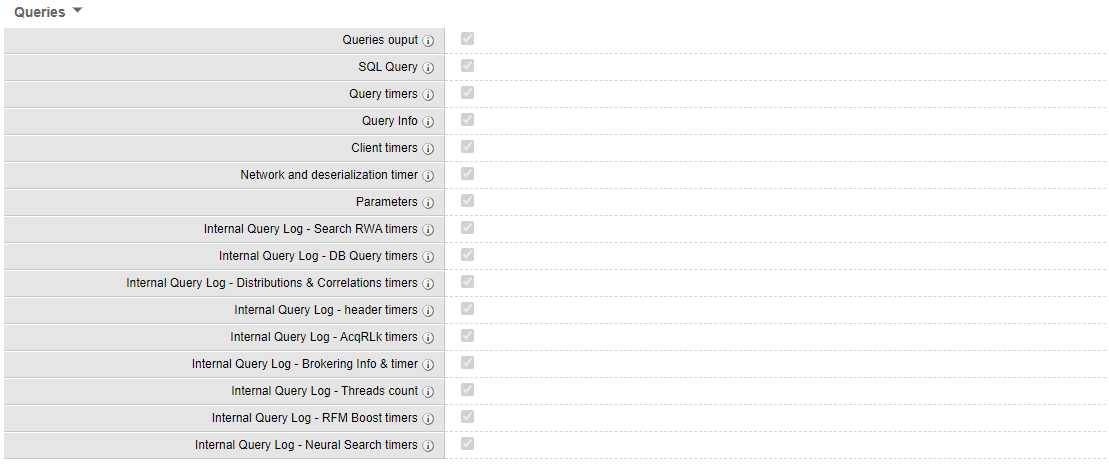 Queries
Queries ouput
SQL Query
Query timers
Query Info
Client timers
Network and deserialization timer
Parameters
Internal Query Log - Search RWA timers
Internal Query Log - DB Query timers
Internal Query Log - Distributions & Correlations timers
Internal Query Log - header timers
Internal Query Log - AcqRLk timers
Internal Query Log - Brokering Info & timer
Internal Query Log - Threads count
Internal Query Log - RFM Boost timers
Internal Query Log - Neural Search timers